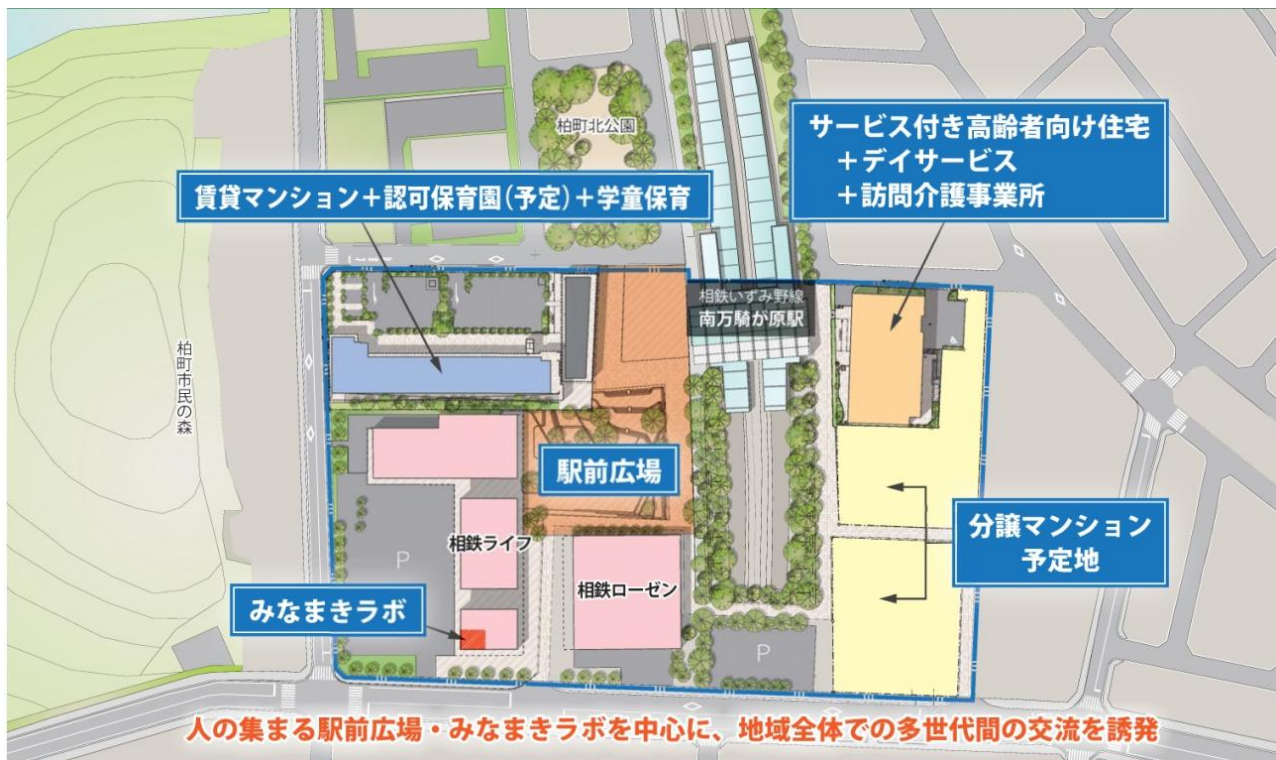 柏町北公園
サービス付き高齢者向け住宅
+デイサービス
+訪問介護事業所
賃貸マンション+認可保育園(予定)+学童保育
相鉄いずみ野線
南万騎が原駅
柏町市民の森
駅前広場
分譲マンション
予定地
相鉄ライフ
P
相鉄ローゼン
みなまきラボ
P
人の集まる駅前広場・みなまきラボを中心に、地域全体での多世代間の交流を誘発